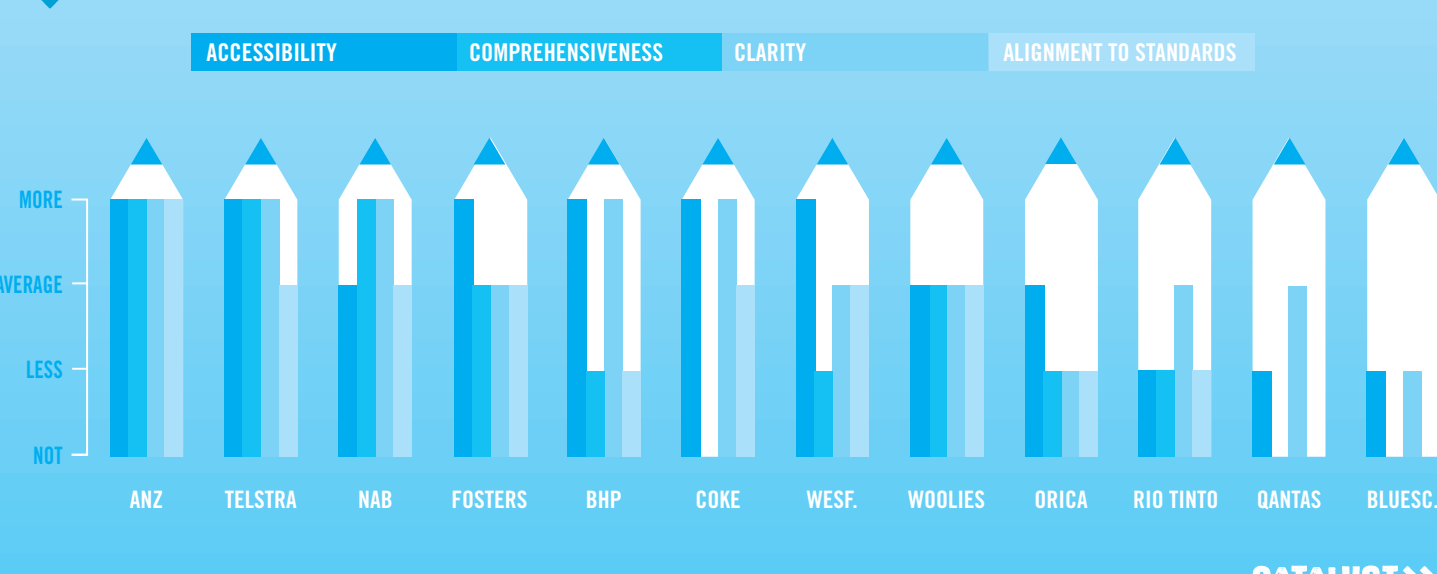 ACCESSIBILITY COMPREHENSIVENESS CLARITY ALIGNMENT TO STANDARDS
MORE
AVERAGE
LESS
NOT
ANZ TELSTRA NAB FOSTERS BHP COKE WESF. WOOLIES ORICA RIO TINTO QANTAS BLUESC.